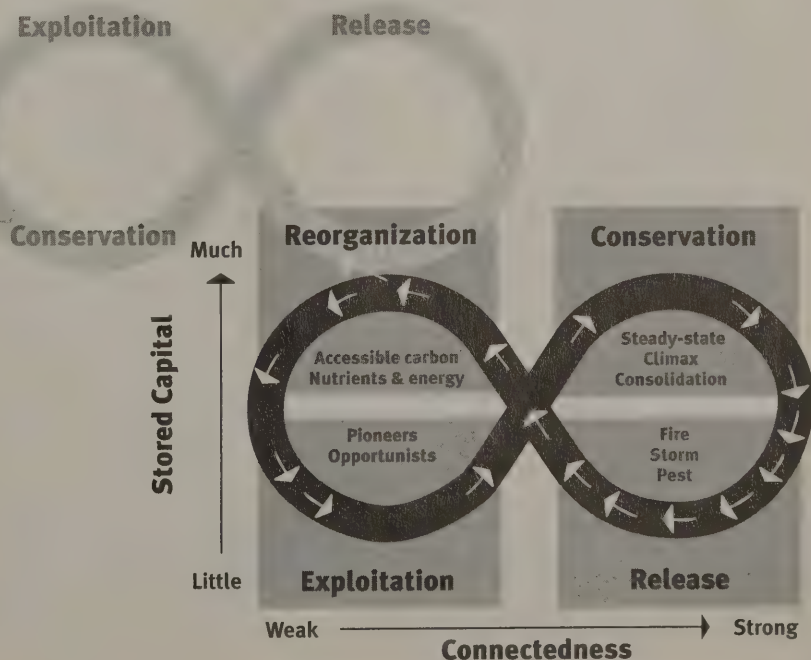 Exploitation Release
Conservation
Much
Reorganization Conservation
Stored Capital
Accessible carbon
Nutrients & energy
Steady-state
Climax
Consolidation
Pioneers
Opportunists
Fire
Storm
Pest
Little
Exploitation Release
Weak Strong
Connectedness